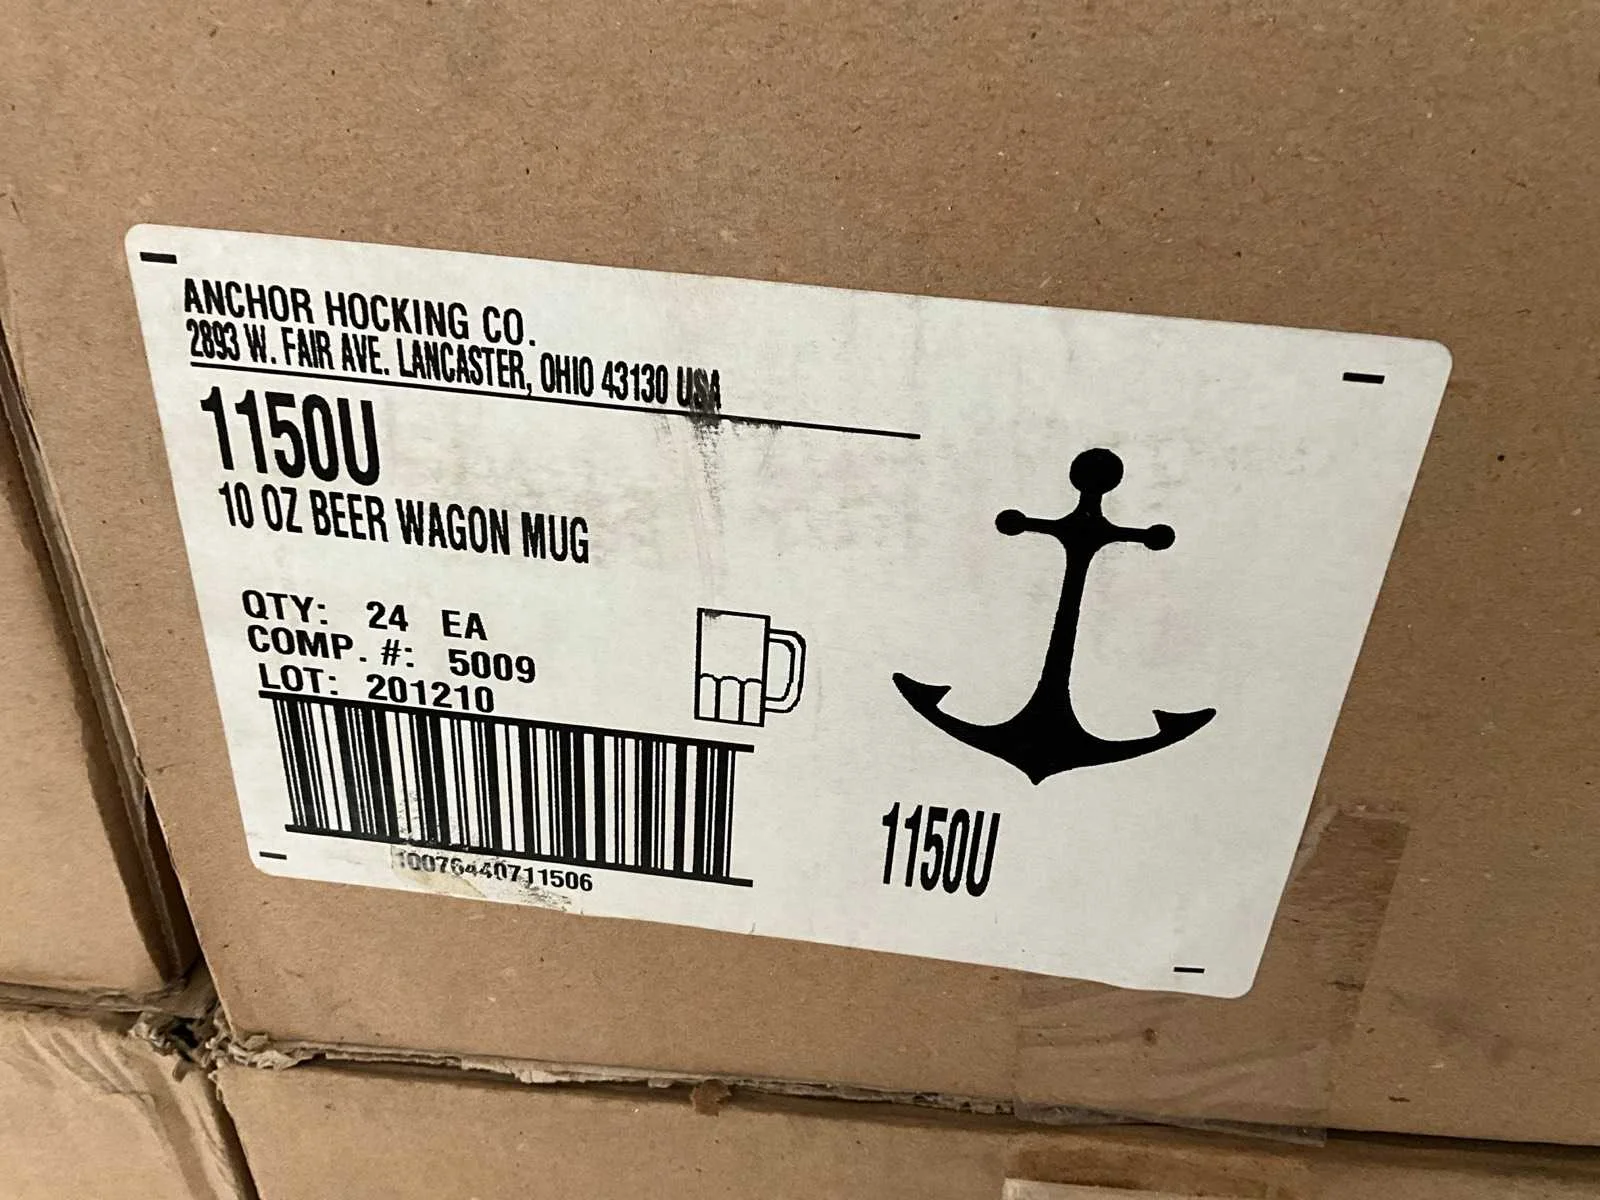 ANCHOR HOCKING CO.
2893 W. FAIR AVE. LANCASTER, OHIO 43130 USA
1150U
10 OZ BEER WAGON MUG
QTY: 24 EA
COMP. #: 5009
LOT: 201210
10076440711506
1150U